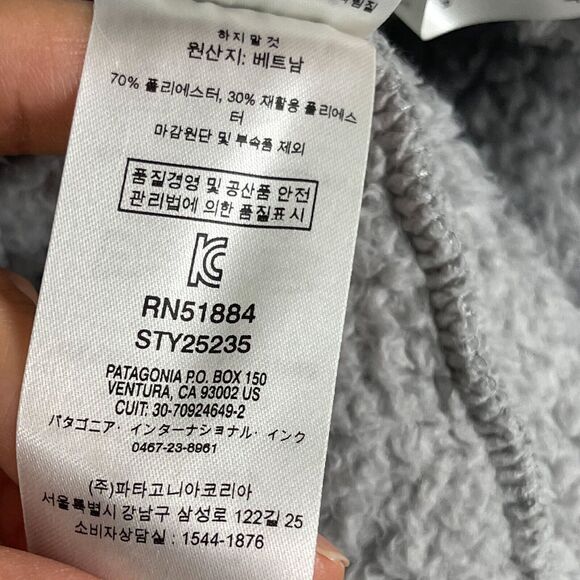 하지 말 것
원산지: 베트남
70% 폴리에스터, 30% 재활용 폴리에스
터
마감원단 및 부속품 제외
품질경영 및 공산품 안전
관리법에 의한 품질표시
RN51884
STY25235
PATAGONIA P.O. BOX 150
VENTURA, CA 93002 US
CUIT: 30-70924649-2
パタゴニア・インターナショナル・インク
0467-23-8961
(주)파타고니아코리아
서울특별시 강남구 삼성로 122길 25
소비자상담실 : 1544-1876